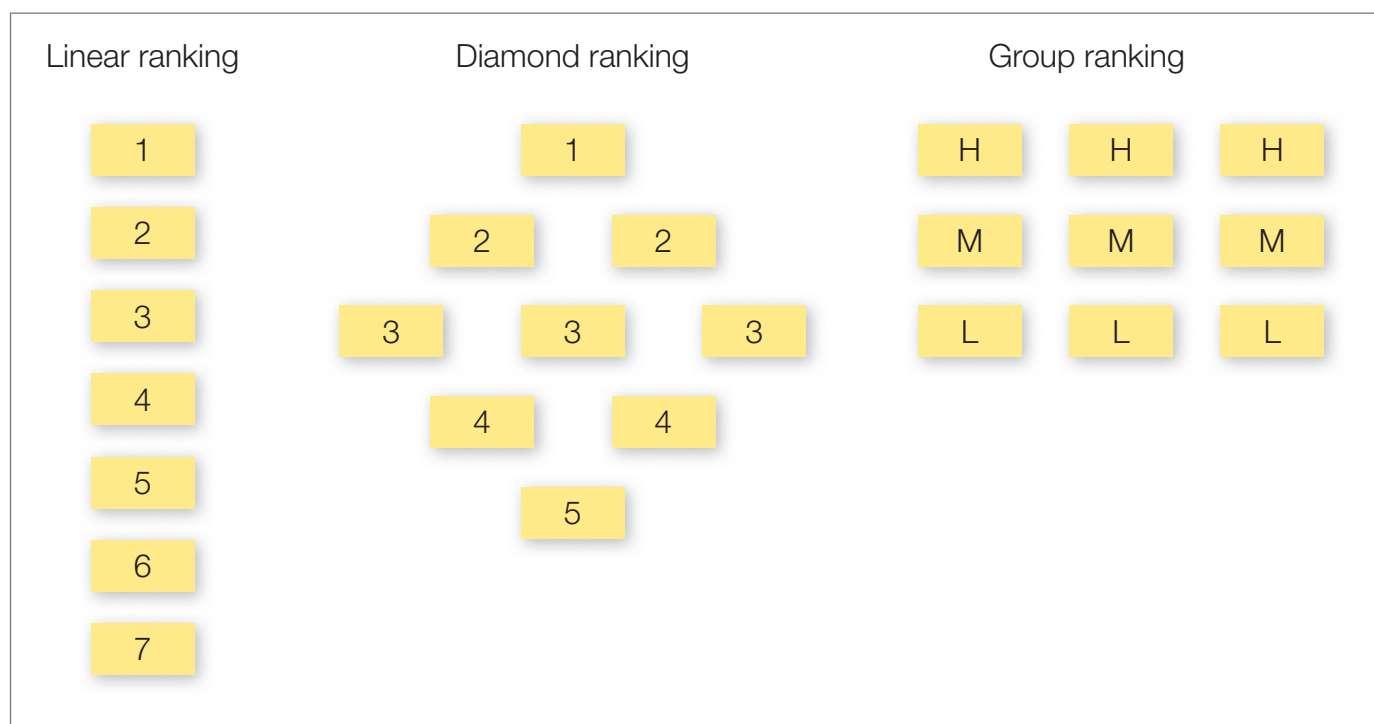 Linear ranking
1
2
3
4
5
6
7
Diamond ranking
1
2 2
3 3 3
4 4
5
Group ranking
H H H
M M M
L L L